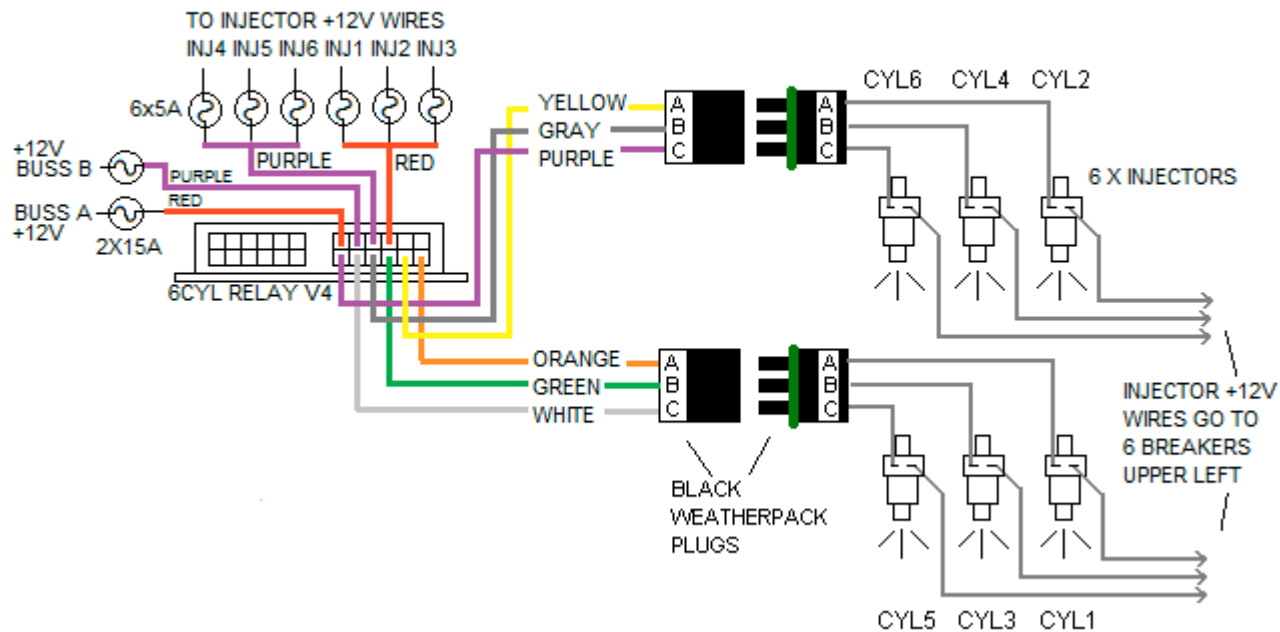 TO INJECTOR +12V WIRES
INJ4 INJ5 INJ6 INJ1 INJ2 INJ3
6x5A
PURPLE
RED
+12V
BUSS B
PURPLE
RED
BUSS A
+12V
2X15A
6CYL RELAY V4
YELLOW
GRAY
PURPLE
A
B
C
A
B
C
CYL6 CYL4 CYL2
6 X INJECTORS
ORANGE
GREEN
WHITE
A
B
C
A
B
C
BLACK
WEATHERPACK
PLUGS
INJECTOR +12V
WIRES GO TO
6 BREAKERS
UPPER LEFT
CYL5 CYL3 CYL1